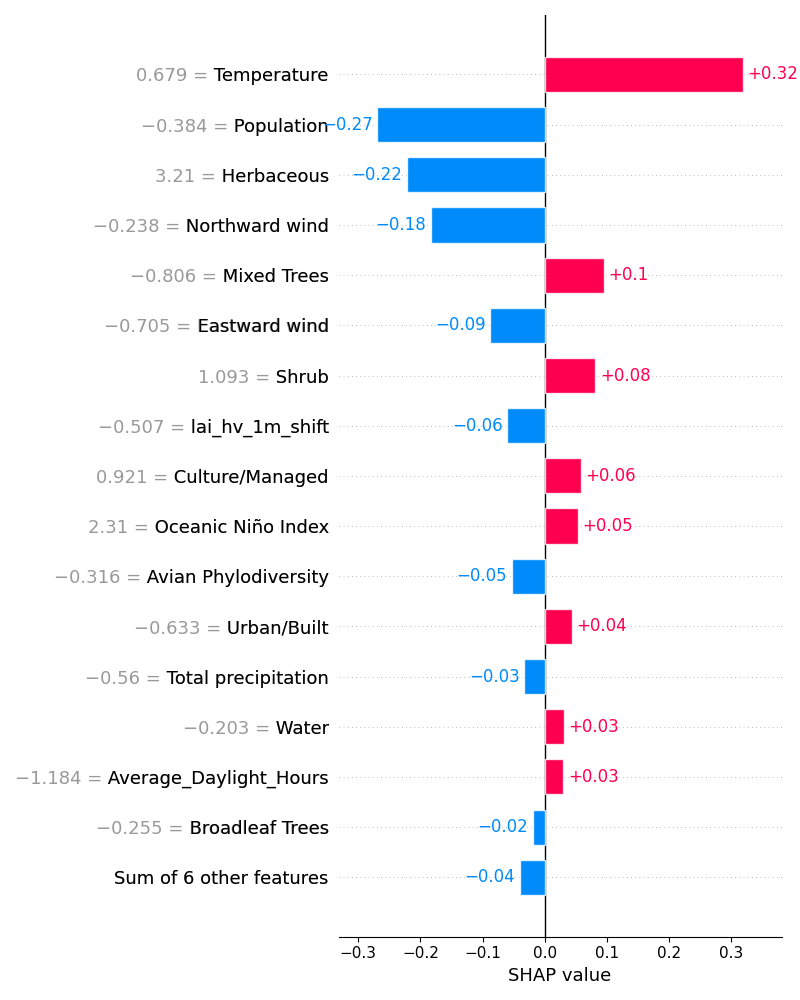 0.679 = Temperature +0.32
−0.384 = Population −0.27
3.21 = Herbaceous −0.22
−0.238 = Northward wind −0.18
−0.806 = Mixed Trees +0.1
−0.705 = Eastward wind −0.09
1.093 = Shrub +0.08
−0.507 = lai_hv_1m_shift −0.06
0.921 = Culture/Managed +0.06
2.31 = Oceanic Niño Index +0.05
−0.316 = Avian Phylodiversity −0.05
−0.633 = Urban/Built +0.04
−0.56 = Total precipitation −0.03
−0.203 = Water +0.03
−1.184 = Average_Daylight_Hours +0.03
−0.255 = Broadleaf Trees −0.02
Sum of 6 other features −0.04
−0.3 −0.2 −0.1 0.0 0.1 0.2 0.3
SHAP value